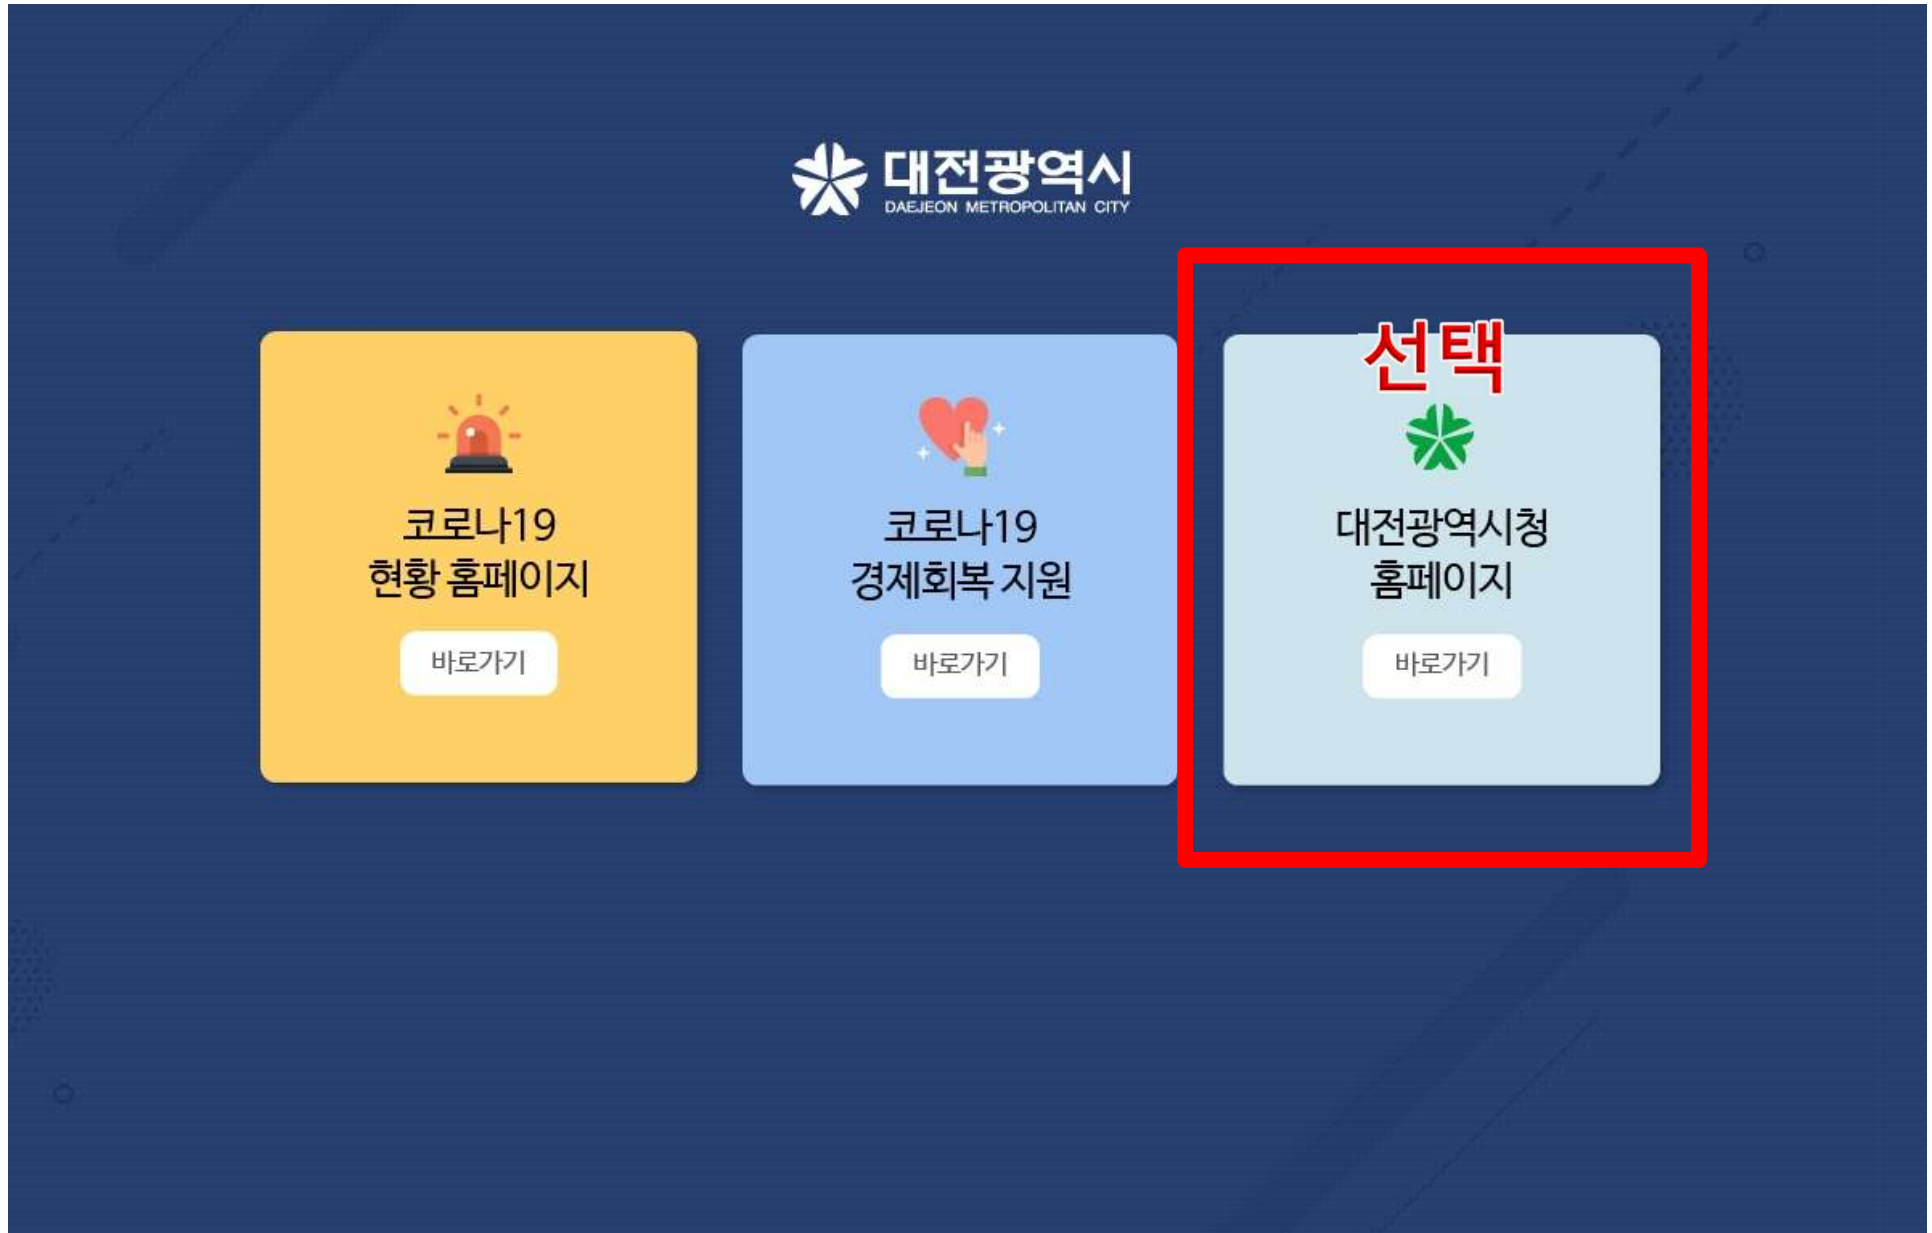 대전광역시
DAEJEON METROPOLITAN CITY
코로나19
현황 홈페이지
바로가기
코로나19
경제회복 지원
바로가기
선택
대전광역시청
홈페이지
바로가기